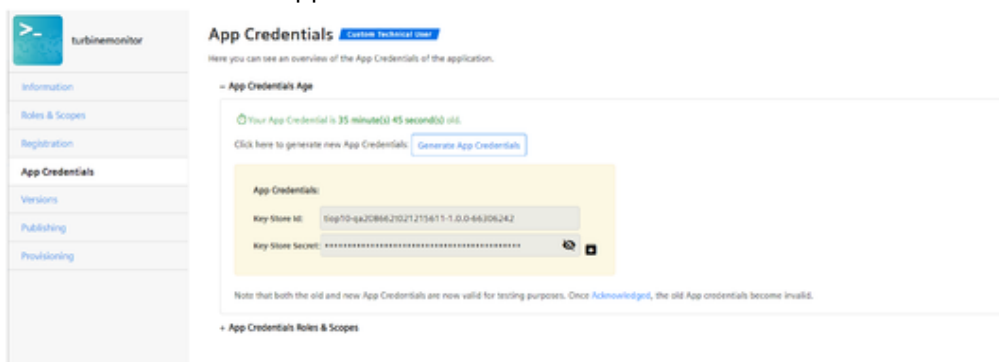 turbinemonitor
Information
Roles & Scopes
Registration
App Credentials
Versions
Publishing
Provisioning
App Credentials Custom Technical User
Here you can see an overview of the App Credentials of the application.
– App Credentials Age
Your App Credential is 35 minute(s) 45 second(s) old.
Click here to generate new App Credentials. Generate App Credentials
App Credentials:
Key-Store Id:
Key-Store Secret:
Note that both the old and new App Credentials are now valid for testing purposes. Once Acknowledged, the old App credentials become invalid.
+ App Credentials Roles & Scopes